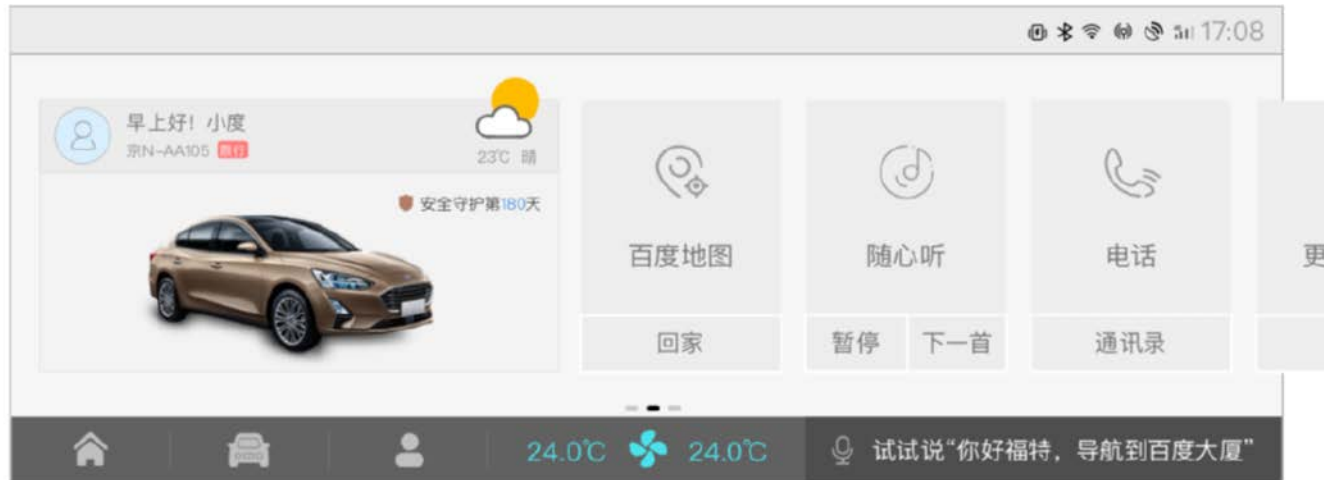 17:08
早上好！小度
京N-AA105 限行
23℃ 晴
安全守护第180天
百度地图
回家
随心听
暂停 下一首
电话
通讯录
更
24.0℃ 24.0℃
试试说“你好福特，导航到百度大厦”